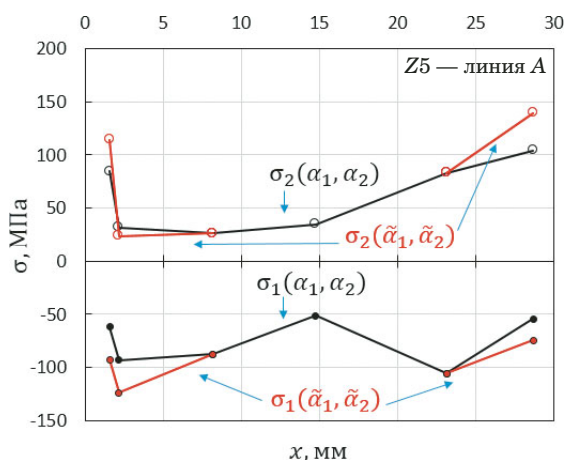 0 5 10 15 20 25 30
200
Z5 — линия A
150
100
σ₂(α₁, α₂)
50
σ₂(α̃₁, α̃₂)
0
σ, МПа
σ₁(α₁, α₂)
-50
-100
σ₁(α̃₁, α̃₂)
-150
x, мм